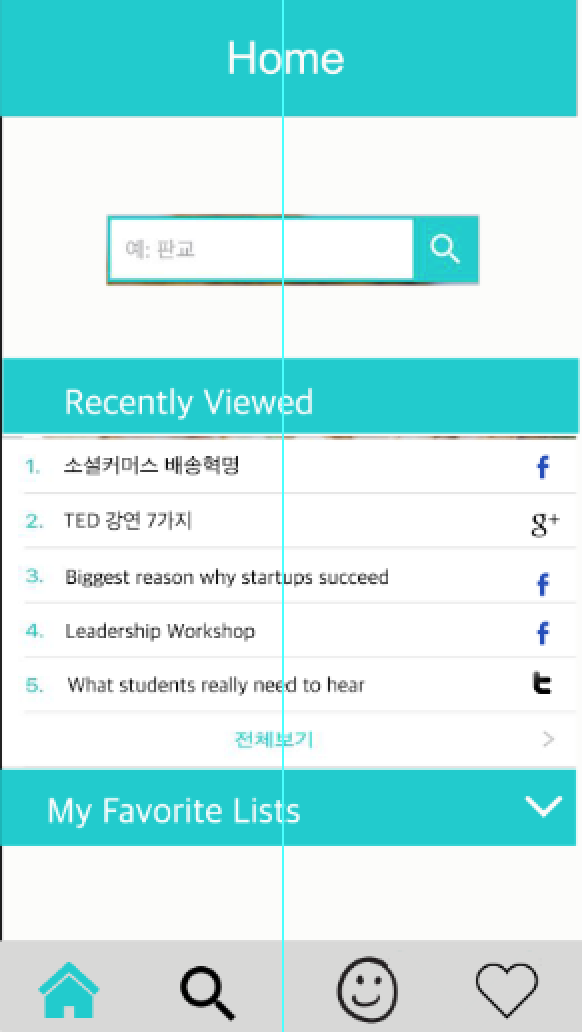 Home
예: 판교
Recently Viewed
1. 소셜커머스 배송혁명 f
2. TED 강연 7가지 g+
3. Biggest reason why startups succeed f
4. Leadership Workshop f
5. What students really need to hear t
전체보기 >
My Favorite Lists